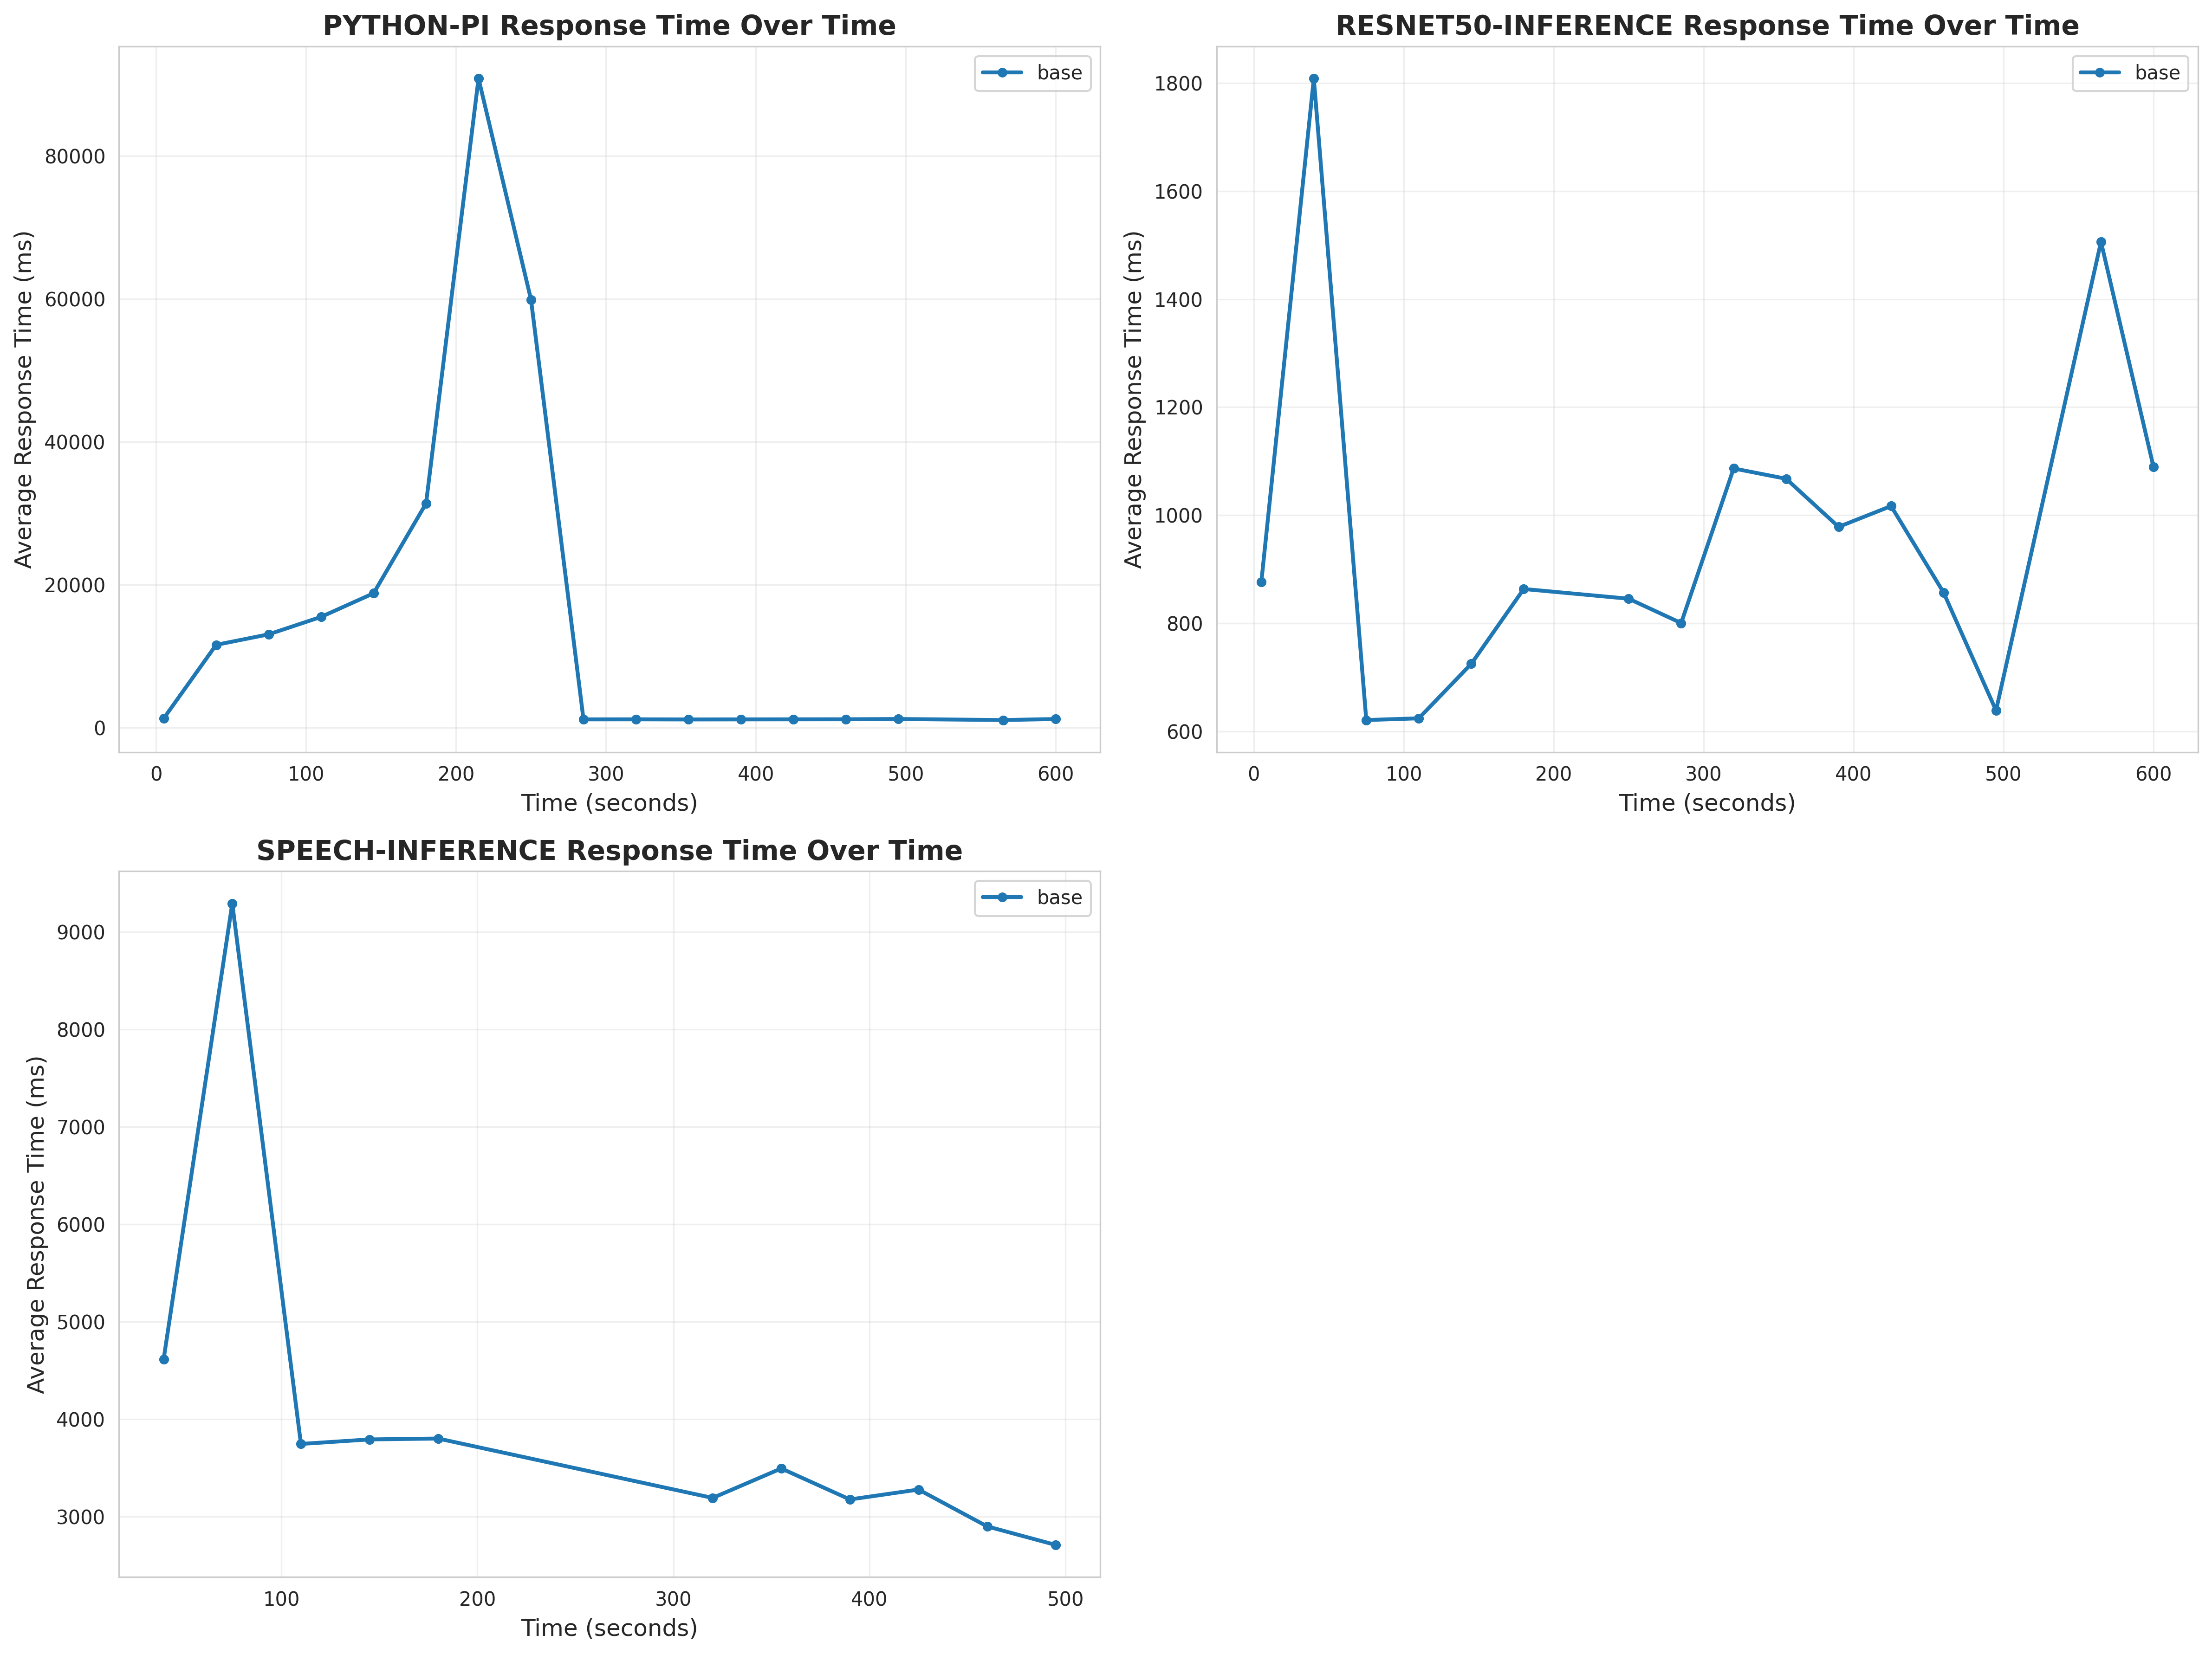 PYTHON-PI Response Time Over Time
base
Average Response Time (ms)
80000
60000
40000
20000
0
0 100 200 300 400 500 600
Time (seconds)
RESNET50-INFERENCE Response Time Over Time
base
Average Response Time (ms)
1800
1600
1400
1200
1000
800
600
0 100 200 300 400 500 600
Time (seconds)
SPEECH-INFERENCE Response Time Over Time
base
Average Response Time (ms)
9000
8000
7000
6000
5000
4000
3000
100 200 300 400 500
Time (seconds)